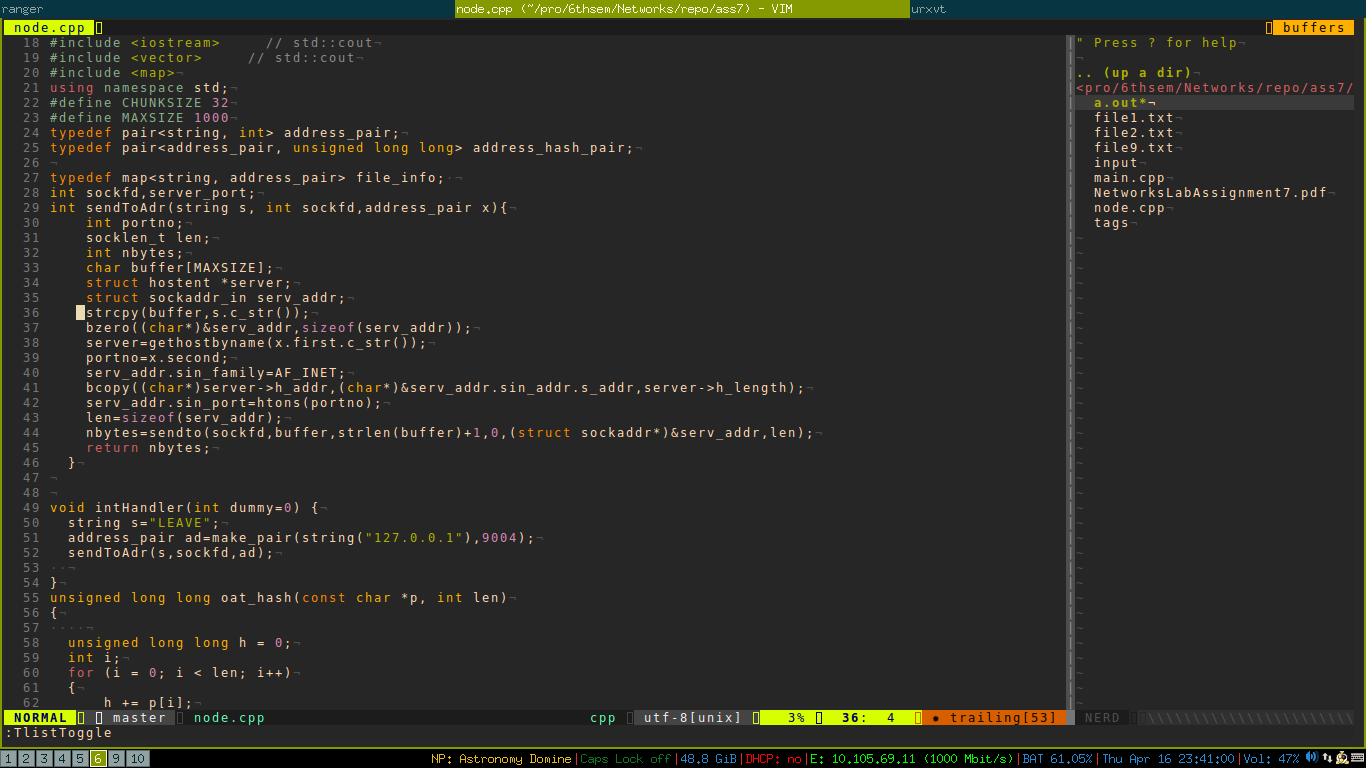 ranger node.cpp (~/pro/6thsem/Networks/repo/ass7) - VIM urxvt
node.cpp buffers
18 #include <iostream>     // std::cout¬
19 #include <vector>     // std::cout¬
20 #include <map>¬
21 using namespace std;¬
22 #define CHUNKSIZE 32
23 #define MAXSIZE 1000¬
24 typedef pair<string, int> address_pair;¬
25 typedef pair<address_pair, unsigned long long> address_hash_pair;¬
26 ¬
27 typedef map<string, address_pair> file_info;·¬
28 int sockfd,server_port;¬
29 int sendToAdr(string s, int sockfd,address_pair x){¬
30     int portno;¬
31     socklen_t len;¬
32     int nbytes;¬
33     char buffer[MAXSIZE];¬
34     struct hostent *server;¬
35     struct sockaddr_in serv_addr;¬
36     strcpy(buffer,s.c_str());¬
37     bzero((char*)&serv_addr,sizeof(serv_addr));¬
38     server=gethostbyname(x.first.c_str());¬
39     portno=x.second;¬
40     serv_addr.sin_family=AF_INET;¬
41     bcopy((char*)server->h_addr,(char*)&serv_addr.sin_addr.s_addr,server->h_length);¬
42     serv_addr.sin_port=htons(portno);¬
43     len=sizeof(serv_addr);¬
44     nbytes=sendto(sockfd,buffer,strlen(buffer)+1,0,(struct sockaddr*)&serv_addr,len);¬
45     return nbytes;¬
46   }¬
47 ¬
48 ¬
49 void intHandler(int dummy=0) {¬
50   string s="LEAVE";¬
51   address_pair ad=make_pair(string("127.0.0.1"),9004);¬
52   sendToAdr(s,sockfd,ad);¬
53 ··¬
54 }¬
55 unsigned long long oat_hash(const char *p, int len)¬
56 {¬
57 ····¬
58   unsigned long long h = 0;¬
59   int i;¬
60   for (i = 0; i < len; i++)¬
61   {¬
62       h += p[i];¬
" Press ? for help¬
¬
.. (up a dir)¬
<pro/6thsem/Networks/repo/ass7/
a.out*¬
file1.txt¬
file2.txt¬
file9.txt¬
input¬
main.cpp¬
NetworksLabAssignment7.pdf¬
node.cpp¬
tags¬
NORMAL master node.cpp cpp utf-8[unix] 3% 36: 4 • trailing[53] NERD \\\\\\\\\\\\\\\\\\\\\\\
:TlistToggle
1 2 3 4 5 6 9 10 NP: Astronomy Domine|Caps Lock off|48.8 GiB|DHCP: no|E: 10.105.69.11 (1000 Mbit/s)|BAT 61.05%|Thu Apr 16 23:41:00|Vol: 47%